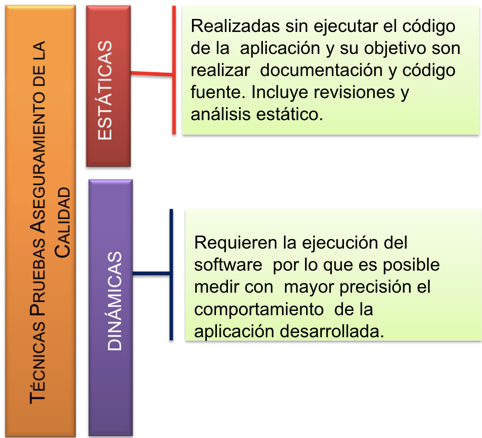 TÉCNICAS PRUEBAS ASEGURAMIENTO DE LA
CALIDAD
ESTÁTICAS
Realizadas sin ejecutar el código
de la aplicación y su objetivo son
realizar documentación y código
fuente. Incluye revisiones y
análisis estático.
DINÁMICAS
Requieren la ejecución del
software por lo que es posible
medir con mayor precisión el
comportamiento de la
aplicación desarrollada.